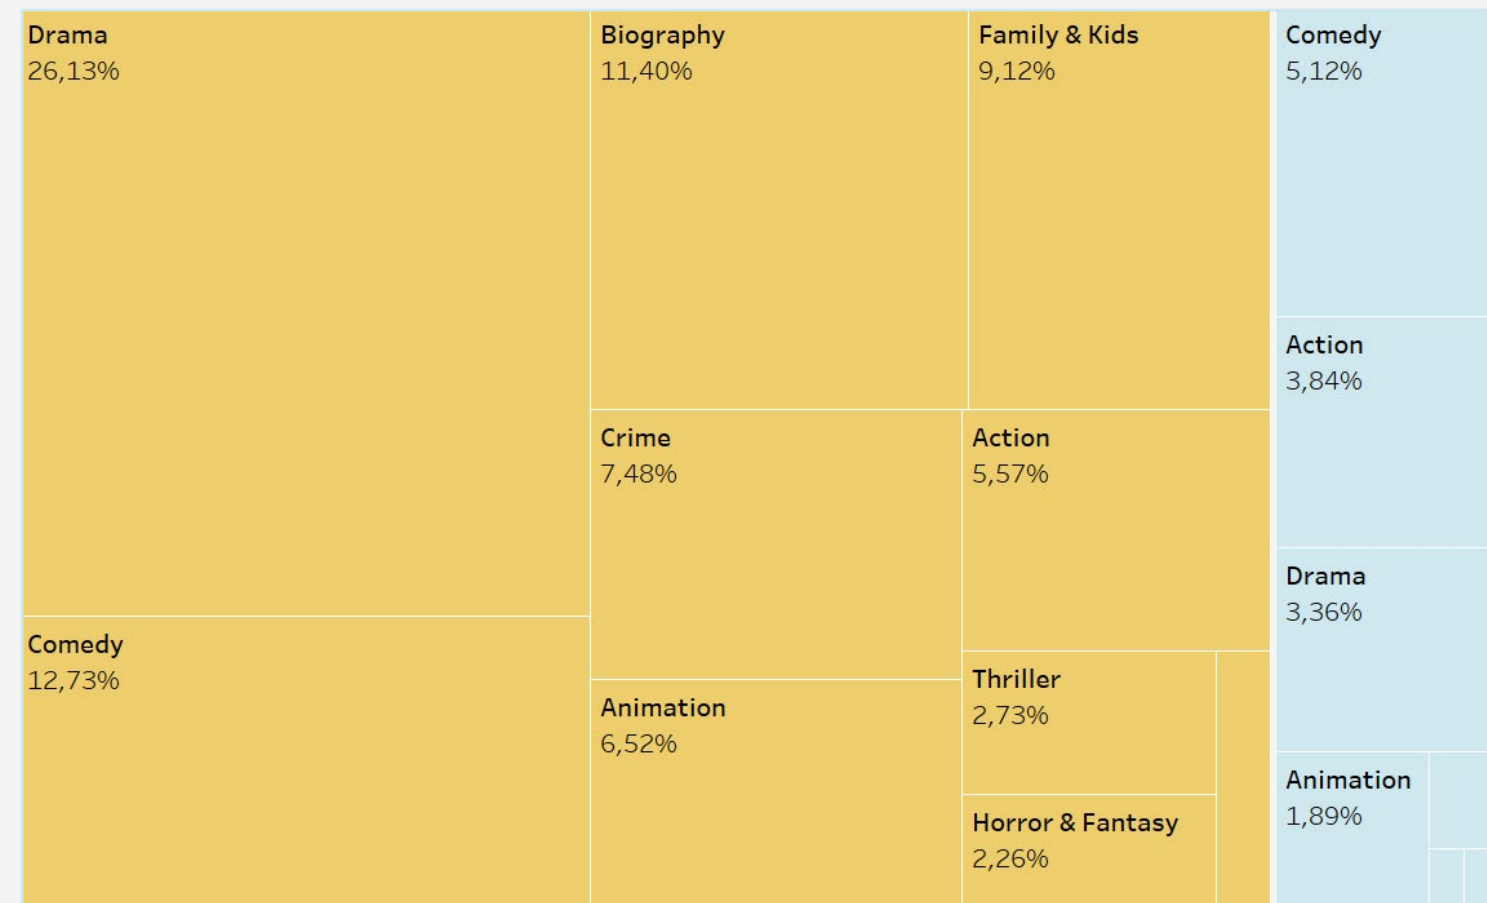 Drama
26,13%
Biography
11,40%
Family & Kids
9,12%
Comedy
5,12%
Action
3,84%
Crime
7,48%
Action
5,57%
Drama
3,36%
Comedy
12,73%
Thriller
2,73%
Animation
6,52%
Animation
1,89%
Horror & Fantasy
2,26%